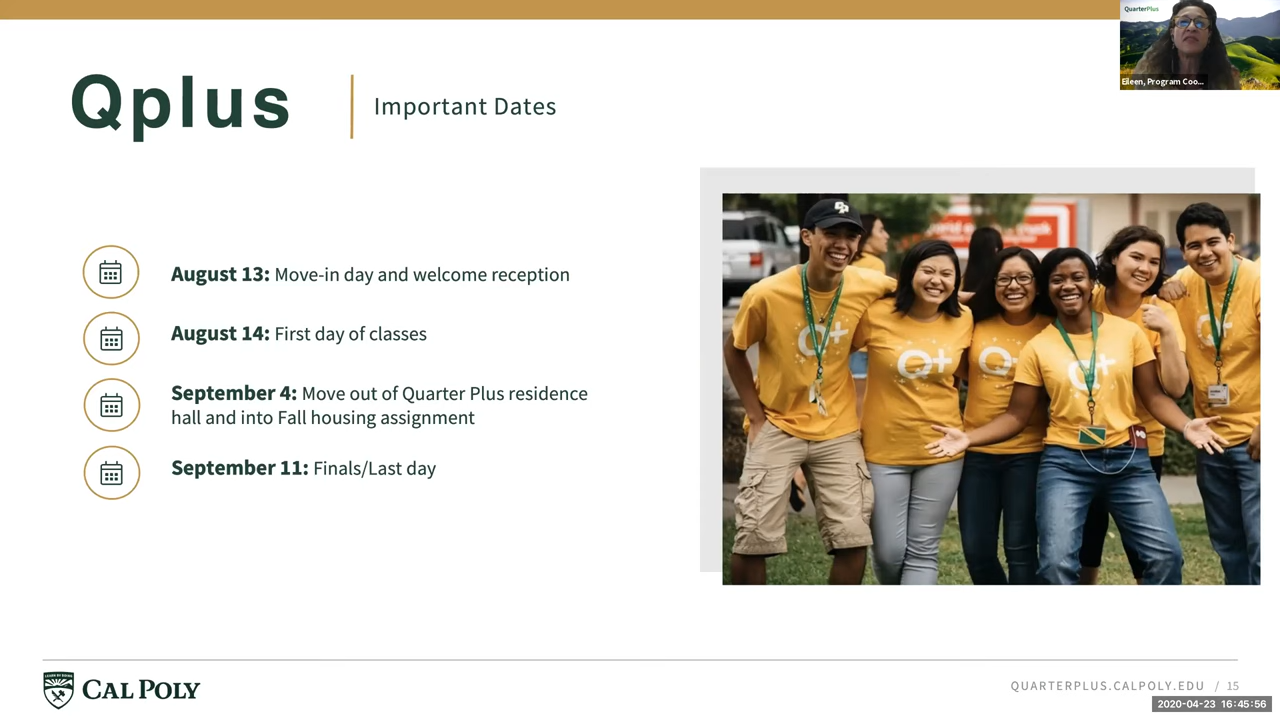 QuarterPlus
Eileen, Program Coo...
Qplus
Important Dates
August 13: Move-in day and welcome reception
August 14: First day of classes
September 4: Move out of Quarter Plus residence
hall and into Fall housing assignment
September 11: Finals/Last day
CP
Q+
Q+
Q+
Q+
CAL POLY
QUARTERPLUS.CALPOLY.EDU / 15
2020-04-23 16:45:56